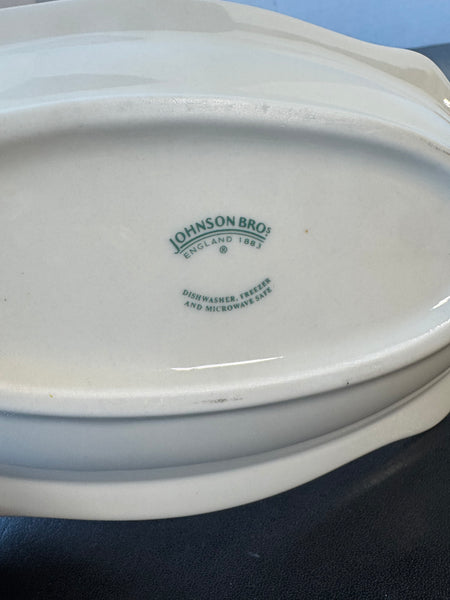 JOHNSON BROS
ENGLAND 1883
®
DISHWASHER, FREEZER
AND MICROWAVE SAFE